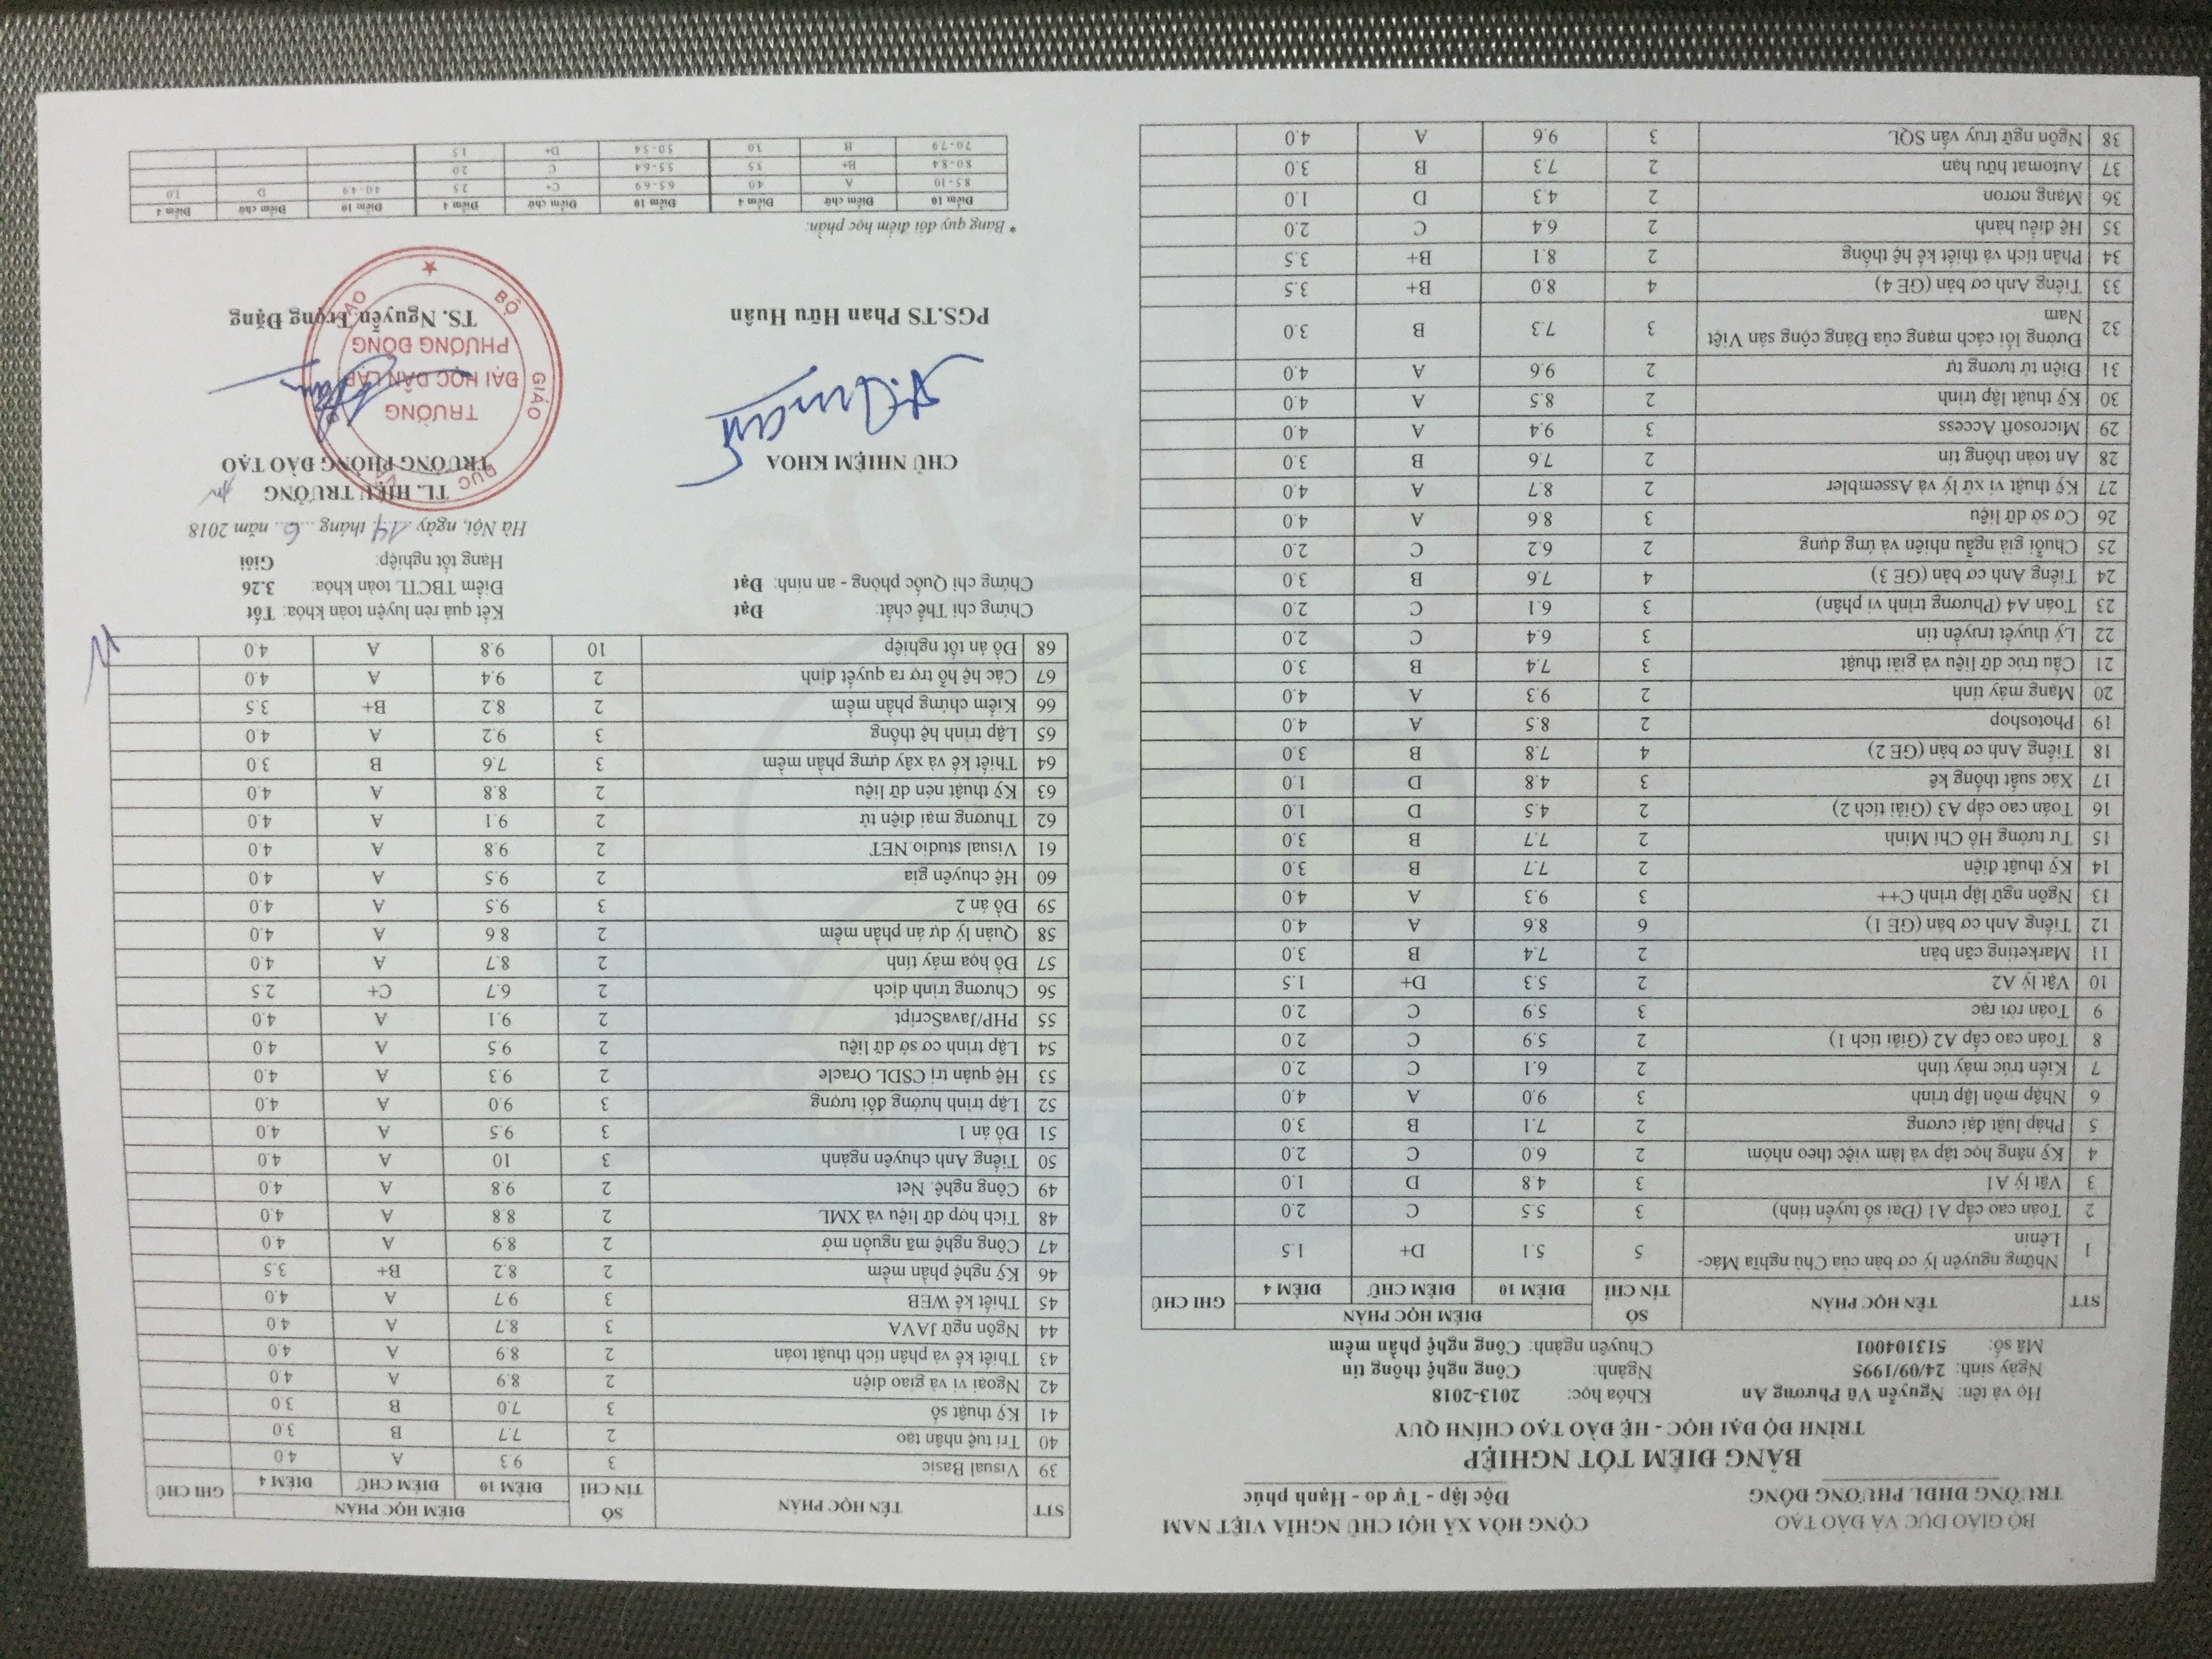 BỘ GIÁO DỤC VÀ ĐÀO TẠO
TRƯỜNG ĐHDL PHƯƠNG ĐÔNG
CỘNG HÒA XÃ HỘI CHỦ NGHĨA VIỆT NAM
Độc lập - Tự do - Hạnh phúc
BẢNG ĐIỂM TỐT NGHIỆP
TRÌNH ĐỘ ĐẠI HỌC - HỆ ĐÀO TẠO CHÍNH QUY
Họ và tên: Nguyễn Vũ Phương An Khóa học: 2013-2018
Ngày sinh: 24/09/1995 Ngành: Công nghệ thông tin
Mã số: 513104001 Chuyên ngành: Công nghệ phần mềm
STT TÊN HỌC PHẦN SỐ TÍN CHỈ ĐIỂM HỌC PHẦN GHI CHÚ
ĐIỂM 10 ĐIỂM CHỮ ĐIỂM 4
1 Những nguyên lý cơ bản của Chủ nghĩa Mác- 5 5.1 D+ 1.5
Lênin
2 Toán cao cấp A1 (Đại số tuyến tính) 3 5.5 C 2.0
3 Vật lý A1 3 4.8 D 1.0
4 Kỹ năng học tập và làm việc theo nhóm 2 6.0 C 2.0
5 Pháp luật đại cương 2 7.1 B 3.0
6 Nhập môn lập trình 3 9.0 A 4.0
7 Kiến trúc máy tính 2 6.1 C 2.0
8 Toán cao cấp A2 (Giải tích 1) 2 5.9 C 2.0
9 Toán rời rạc 3 5.9 C 2.0
10 Vật lý A2 2 5.3 D+ 1.5
11 Marketing căn bản 2 7.4 B 3.0
12 Tiếng Anh cơ bản (GE 1) 6 8.6 A 4.0
13 Ngôn ngữ lập trình C++ 3 9.3 A 4.0
14 Kỹ thuật điện 2 7.7 B 3.0
15 Tư tưởng Hồ Chí Minh 2 7.7 B 3.0
16 Toán cao cấp A3 (Giải tích 2) 2 4.5 D 1.0
17 Xác suất thống kê 3 4.8 D 1.0
18 Tiếng Anh cơ bản (GE 2) 4 7.8 B 3.0
19 Photoshop 2 8.5 A 4.0
20 Mạng máy tính 2 9.3 A 4.0
21 Cấu trúc dữ liệu và giải thuật 3 7.4 B 3.0
22 Lý thuyết truyền tin 3 6.4 C 2.0
23 Toán A4 (Phương trình vi phân) 3 6.1 C 2.0
24 Tiếng Anh cơ bản (GE 3) 4 7.6 B 3.0
25 Chuỗi giá ngẫu nhiên và ứng dụng 2 6.2 C 2.0
26 Cơ sở dữ liệu 3 8.6 A 4.0
27 Kỹ thuật vi xử lý và Assembler 2 8.7 A 4.0
28 An toàn thông tin 2 7.6 B 3.0
29 Microsoft Access 3 9.4 A 4.0
30 Kỹ thuật lập trình 2 8.5 A 4.0
31 Điện tử tương tự 2 9.6 A 4.0
32 Đường lối cách mạng của Đảng cộng sản Việt 3 7.3 B 3.0
Nam
33 Tiếng Anh cơ bản (GE 4) 4 8.0 B+ 3.5
34 Phân tích và thiết kế hệ thống 2 8.1 B+ 3.5
35 Hệ điều hành 2 6.4 C 2.0
36 Mạng nơron 2 4.3 D 1.0
37 Automat hữu hạn 2 7.3 B 3.0
38 Ngôn ngữ truy vấn SQL 3 9.6 A 4.0
STT TÊN HỌC PHẦN SỐ TÍN CHỈ ĐIỂM HỌC PHẦN GHI CHÚ
ĐIỂM 10 ĐIỂM CHỮ ĐIỂM 4
39 Visual Basic 3 9.3 A 4.0
40 Trí tuệ nhân tạo 2 7.7 B 3.0
41 Kỹ thuật số 3 7.0 B 3.0
42 Ngoại vi và giao diện 2 8.9 A 4.0
43 Thiết kế và phân tích thuật toán 2 8.9 A 4.0
44 Ngôn ngữ JAVA 3 8.7 A 4.0
45 Thiết kế WEB 3 9.7 A 4.0
46 Kỹ nghệ phần mềm 2 8.2 B+ 3.5
47 Công nghệ mã nguồn mở 2 8.9 A 4.0
48 Tích hợp dữ liệu và XML 2 8.8 A 4.0
49 Công nghệ. Net 2 9.8 A 4.0
50 Tiếng Anh chuyên ngành 3 10 A 4.0
51 Đồ án 1 3 9.5 A 4.0
52 Lập trình hướng đối tượng 3 9.0 A 4.0
53 Hệ quản trị CSDL Oracle 2 9.3 A 4.0
54 Lập trình cơ sở dữ liệu 2 9.5 A 4.0
55 PHP/JavaScript 2 9.1 A 4.0
56 Chương trình dịch 2 6.7 C+ 2.5
57 Đồ họa máy tính 2 8.7 A 4.0
58 Quản lý dự án phần mềm 2 8.6 A 4.0
59 Đồ án 2 3 9.5 A 4.0
60 Hệ chuyên gia 2 9.5 A 4.0
61 Visual studio.NET 2 9.8 A 4.0
62 Thương mại điện tử 2 9.1 A 4.0
63 Kỹ thuật nén dữ liệu 2 8.8 A 4.0
64 Thiết kế và xây dựng phần mềm 3 7.6 B 3.0
65 Lập trình hệ thống 3 9.2 A 4.0
66 Kiểm chứng phần mềm 2 8.2 B+ 3.5
67 Các hệ hỗ trợ ra quyết định 2 9.4 A 4.0
68 Đồ án tốt nghiệp 10 9.8 A 4.0
Chứng chỉ Thể chất: Đạt Kết quả rèn luyện toàn khóa: Tốt
Chứng chỉ Quốc phòng - an ninh: Đạt Điểm TBCTL toàn khóa: 3.26
Hạng tốt nghiệp: Giỏi
Hà Nội, ngày 14 tháng 6 năm 2018
CHỦ NHIỆM KHOA
TL. HIỆU TRƯỞNG
TRƯỞNG PHÒNG ĐÀO TẠO
BỘ GIÁO DỤC VÀ
TRƯỜNG
ĐẠI HỌC DÂN LẬP
PHƯƠNG ĐÔNG
PGS.TS Phan Hữu Huân
TS. Nguyễn Trọng Đặng
* Bảng quy đổi điểm học phần:
Điểm 10 Điểm chữ Điểm 4 Điểm 10 Điểm chữ Điểm 4 Điểm 10 Điểm chữ Điểm 4
8.5 - 10 A 4.0 6.5 - 6.9 C+ 2.5 4.0 - 4.9 D 1.0
8.0 - 8.4 B+ 3.5 5.5 - 6.4 C 2.0
7.0 - 7.9 B 3.0 5.0 - 5.4 D+ 1.5